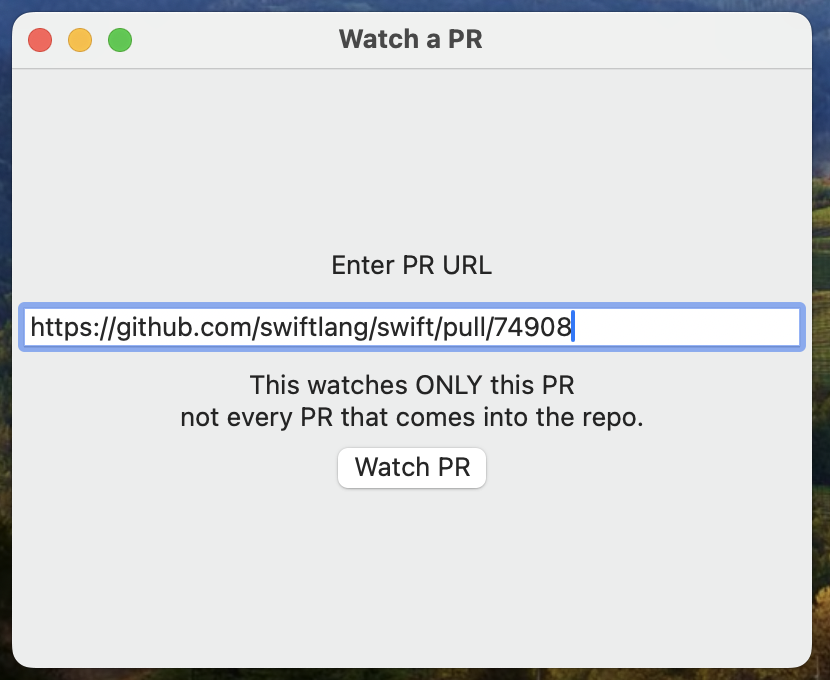 Watch a PR
Enter PR URL
https://github.com/swiftlang/swift/pull/74908
This watches ONLY this PR
not every PR that comes into the repo.
Watch PR